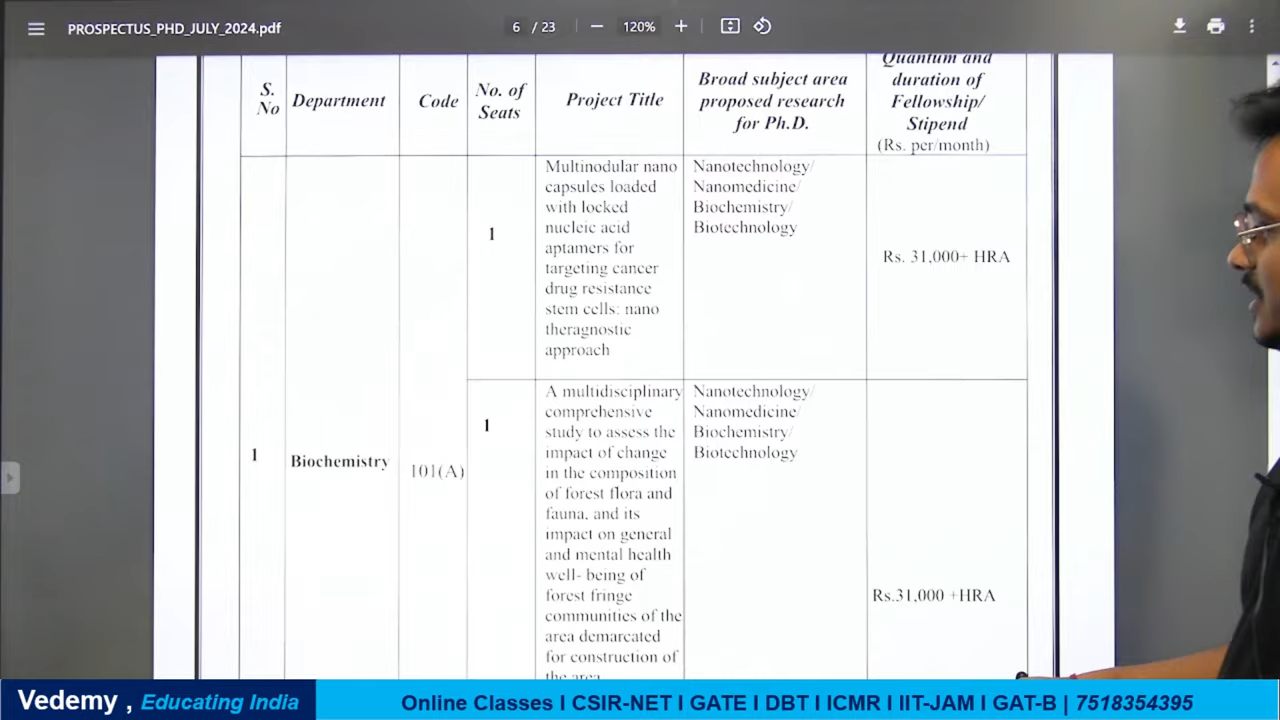 PROSPECTUS_PHD_JULY_2024.pdf
6 / 23
120%
S.
No
Department
Code
No. of
Seats
Project Title
Broad subject area
proposed research
for Ph.D.
Quantum and
duration of
Fellowship/
Stipend
(Rs. per/month)
1
Biochemistry
101(A)
1
Multinodular nano
capsules loaded
with locked
nucleic acid
aptamers for
targeting cancer
drug resistance
stem cells: nano
theragnostic
approach
Nanotechnology/
Nanomedicine/
Biochemistry/
Biotechnology
Rs. 31,000+ HRA
1
A multidisciplinary
comprehensive
study to assess the
impact of change
in the composition
of forest flora and
fauna, and its
impact on general
and mental health
well- being of
forest fringe
communities of the
area demarcated
for construction of
the area
Nanotechnology/
Nanomedicine/
Biochemistry/
Biotechnology
Rs.31,000 +HRA
Vedemy , Educating India
Online Classes I CSIR-NET I GATE I DBT I ICMR I IIT-JAM I GAT-B | 7518354395